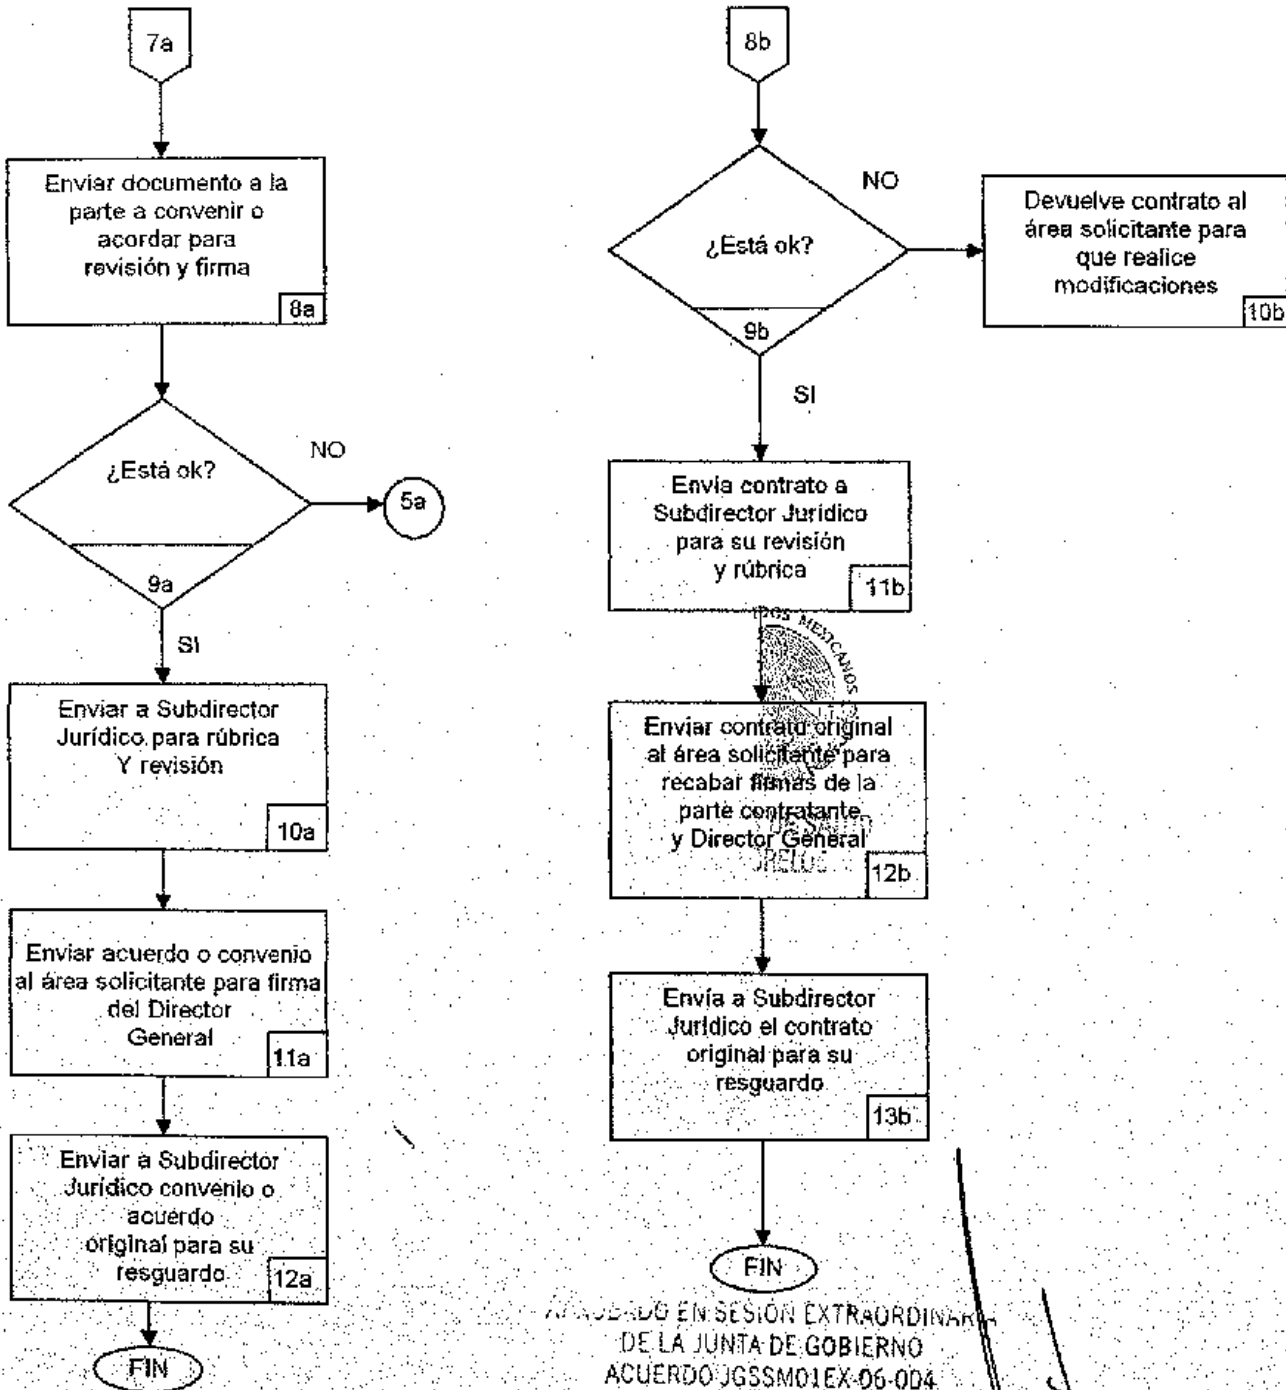 7a
Enviar documento a la
parte a convenir o
acordar para
revisión y firma
8a
¿Está ok?
NO
5a
9a
SI
Enviar a Subdirector
Jurídico para rúbrica
Y revisión
10a
Enviar acuerdo o convenio
al área solicitante para firma
del Director
General
11a
Enviar a Subdirector
Jurídico convenio o
acuerdo
original para su
resguardo
12a
FIN
8b
¿Está ok?
NO
9b
Devuelve contrato al
área solicitante para
que realice
modificaciones
10b
SI
Envía contrato a
Subdirector Jurídico
para su revisión
y rúbrica
11b
MEXICANOS
Enviar contrato original
al área solicitante para
recabar firmas de la
parte contratante
y Director General
12b
Envía a Subdirector
Jurídico el contrato
original para su
resguardo
13b
FIN
EN SESIÓN EXTRAORDINARIA
DE LA JUNTA DE GOBIERNO
ACUERDO JGSSM01EX-06-004